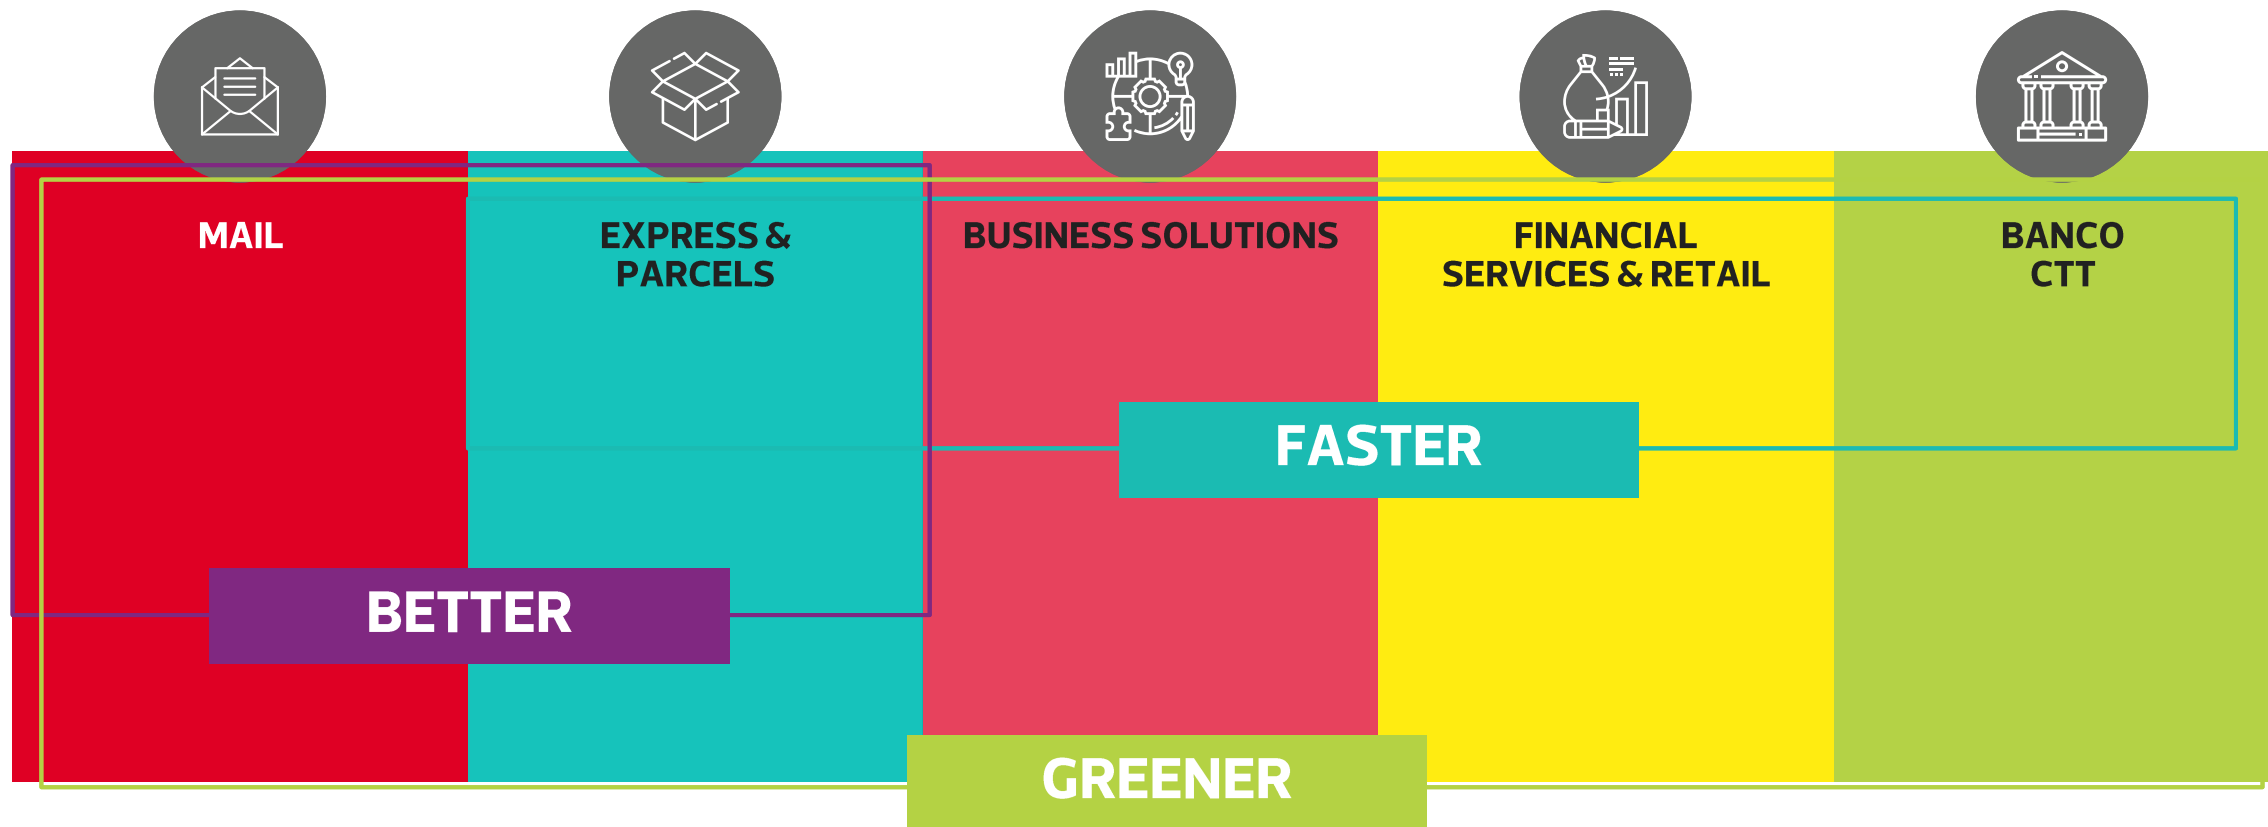 MAIL
EXPRESS &
PARCELS
BUSINESS SOLUTIONS
FINANCIAL
SERVICES & RETAIL
BANCO
CTT
FASTER
BETTER
GREENER